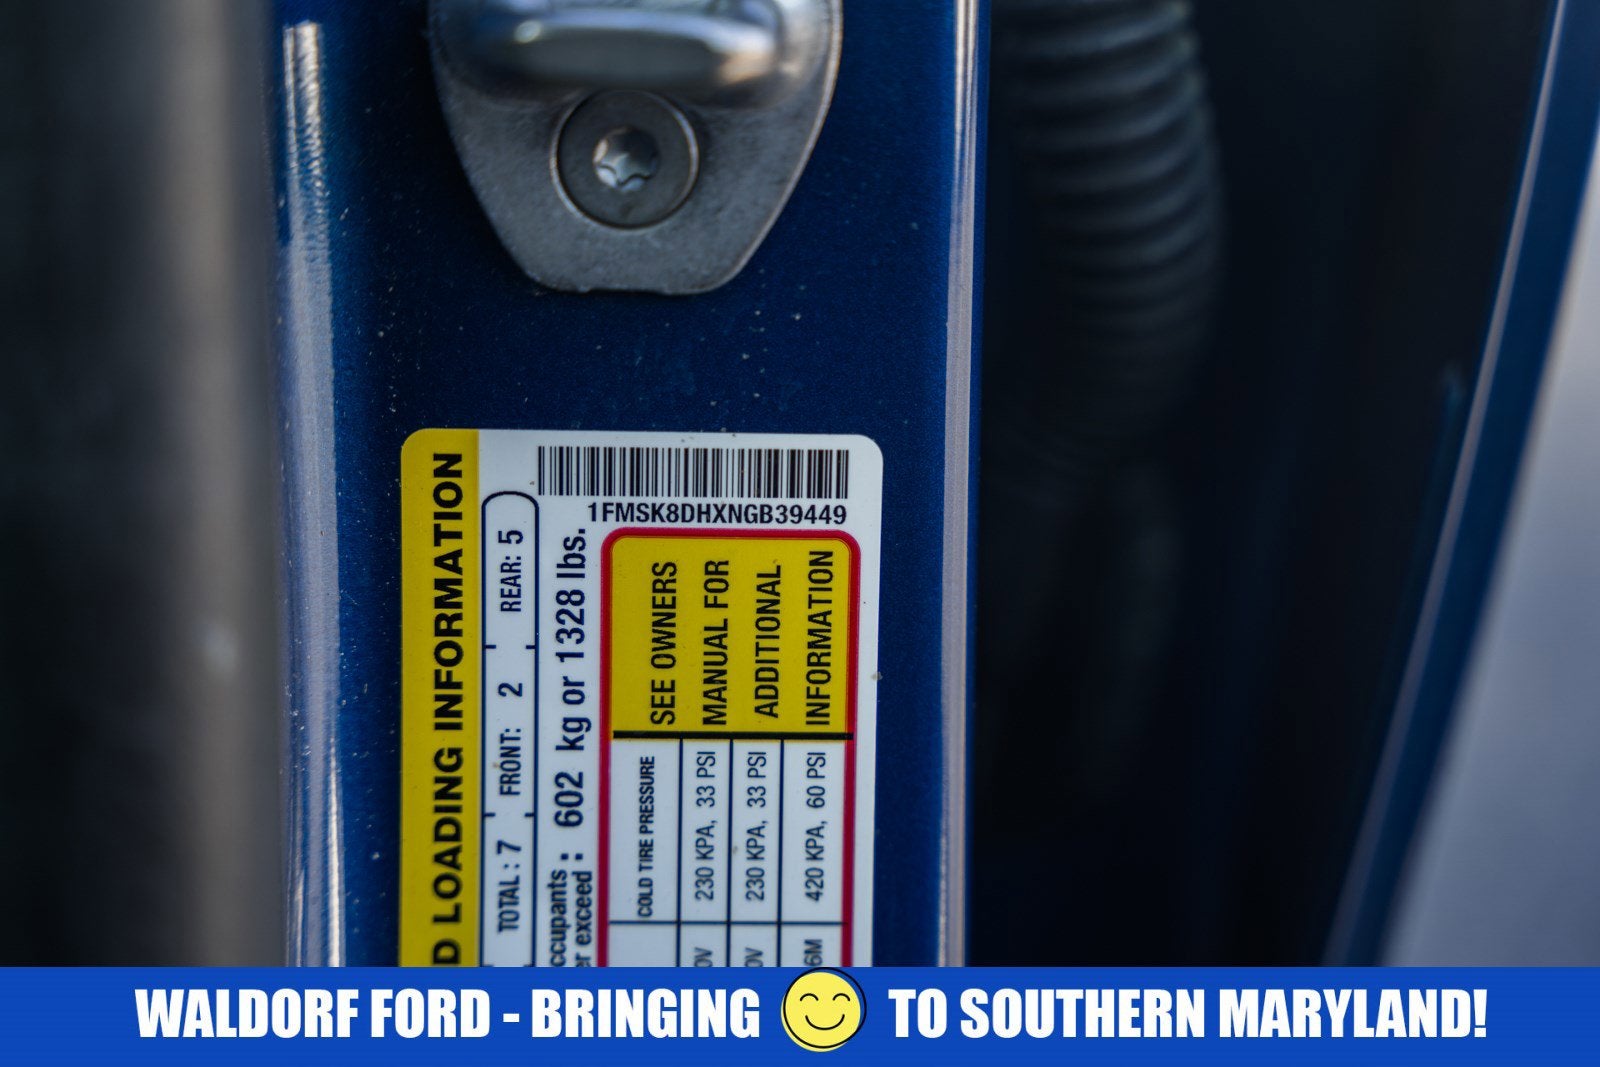 1FMSK8DHXNGB39449
LOADING INFORMATION
TOTAL : 7 FRONT: 2 REAR: 5
602 kg or 1328 lbs.
exceed :
SEE OWNERS
MANUAL FOR
ADDITIONAL
INFORMATION
COLD TIRE PRESSURE
230 KPA, 33 PSI
230 KPA, 33 PSI
420 KPA, 60 PSI
WALDORF FORD - BRINGING TO SOUTHERN MARYLAND!